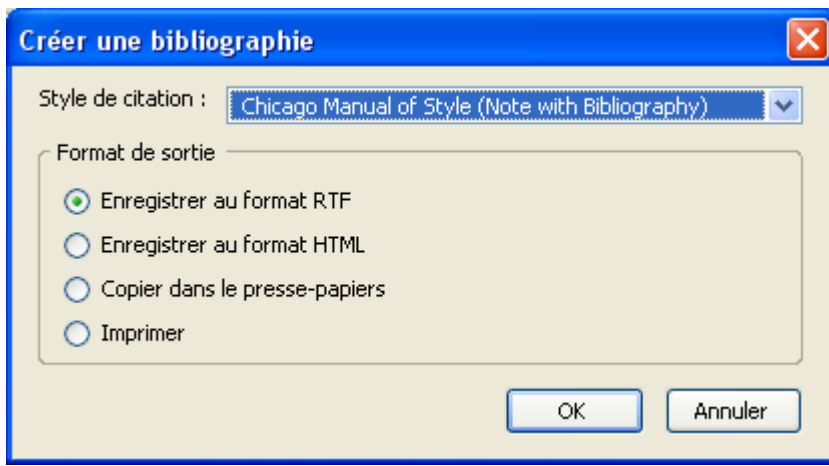 Créer une bibliographie
Style de citation : Chicago Manual of Style (Note with Bibliography)
Format de sortie
Enregistrer au format RTF
Enregistrer au format HTML
Copier dans le presse-papiers
Imprimer
OK Annuler